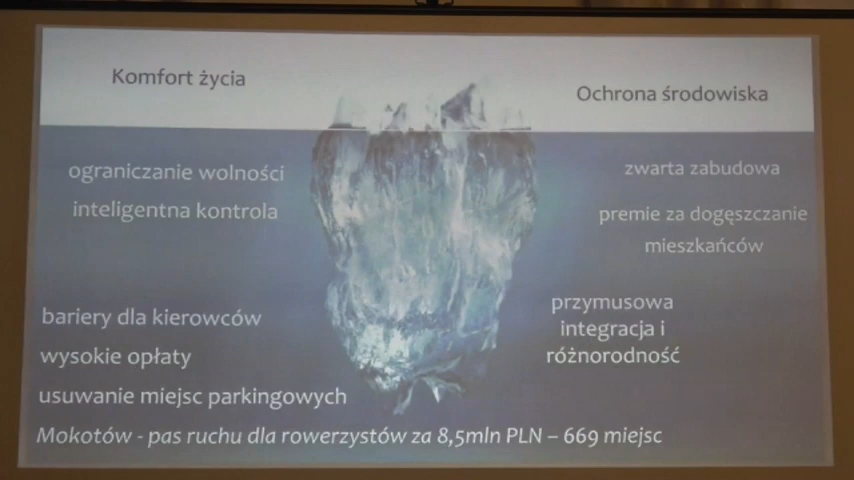 Komfort życia
Ochrona środowiska
ograniczanie wolności
inteligentna kontrola
zwarta zabudowa
premie za dogęszczanie
mieszkańców
bariery dla kierowców
wysokie opłaty
usuwanie miejsc parkingowych
przymusowa
integracja i
różnorodność
Mokotów - pas ruchu dla rowerzystów za 8,5mln PLN – 669 miejsc